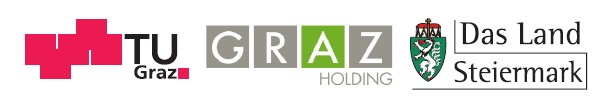 TU
Graz
GRAZ
HOLDING
Das Land
Steiermark